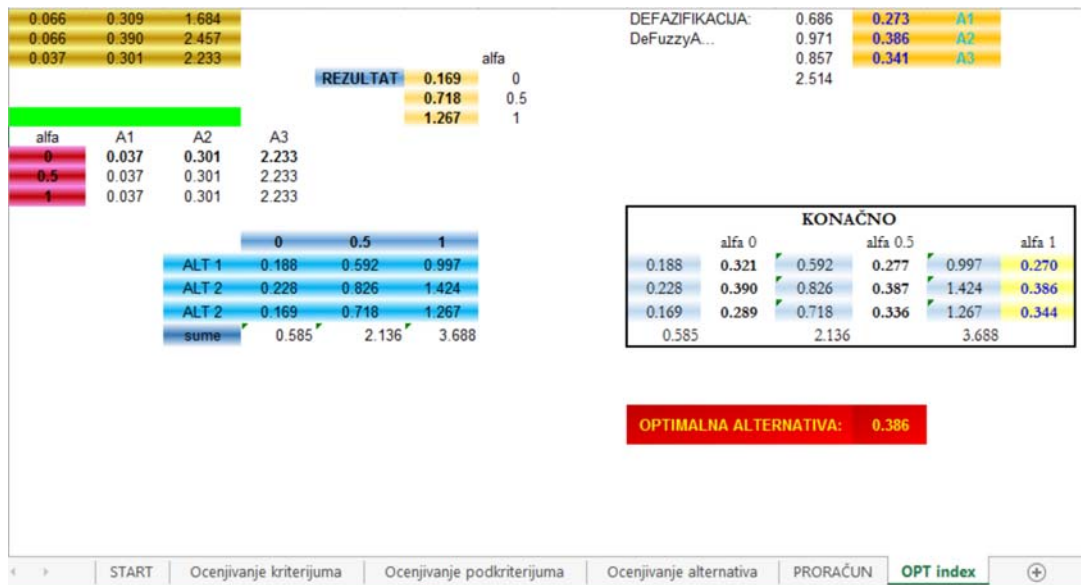 0.066 0.309 1.684 DEFAZIFIKACIJA: 0.686 0.273 A1
0.066 0.390 2.457 DeFuzzyA... 0.971 0.386 A2
0.037 0.301 2.233 0.857 0.341 A3
alfa
REZULTAT 0.169 0 2.514
0.718 0.5
1.267 1
alfa A1 A2 A3
0 0.037 0.301 2.233
0.5 0.037 0.301 2.233
1 0.037 0.301 2.233
KONAČNO
0 0.5 1 alfa 0 alfa 0.5 alfa 1
ALT 1 0.188 0.592 0.997 0.188 0.321 0.592 0.277 0.997 0.270
ALT 2 0.228 0.826 1.424 0.228 0.390 0.826 0.387 1.424 0.386
ALT 2 0.169 0.718 1.267 0.169 0.289 0.718 0.336 1.267 0.344
sume 0.585 2.136 3.688 0.585 2.136 3.688
OPTIMALNA ALTERNATIVA: 0.386
START Ocenjivanje kriterijuma Ocenjivanje podkriterijuma Ocenjivanje alternativa PRORAČUN OPT index